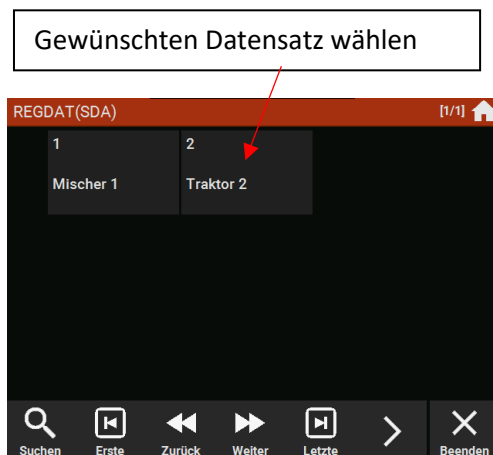 Gewünschten Datensatz wählen
REGDAT(SDA) [1/1]
1 2
Mischer 1 Traktor 2
Suchen Erste Zurück Weiter Letzte Beenden